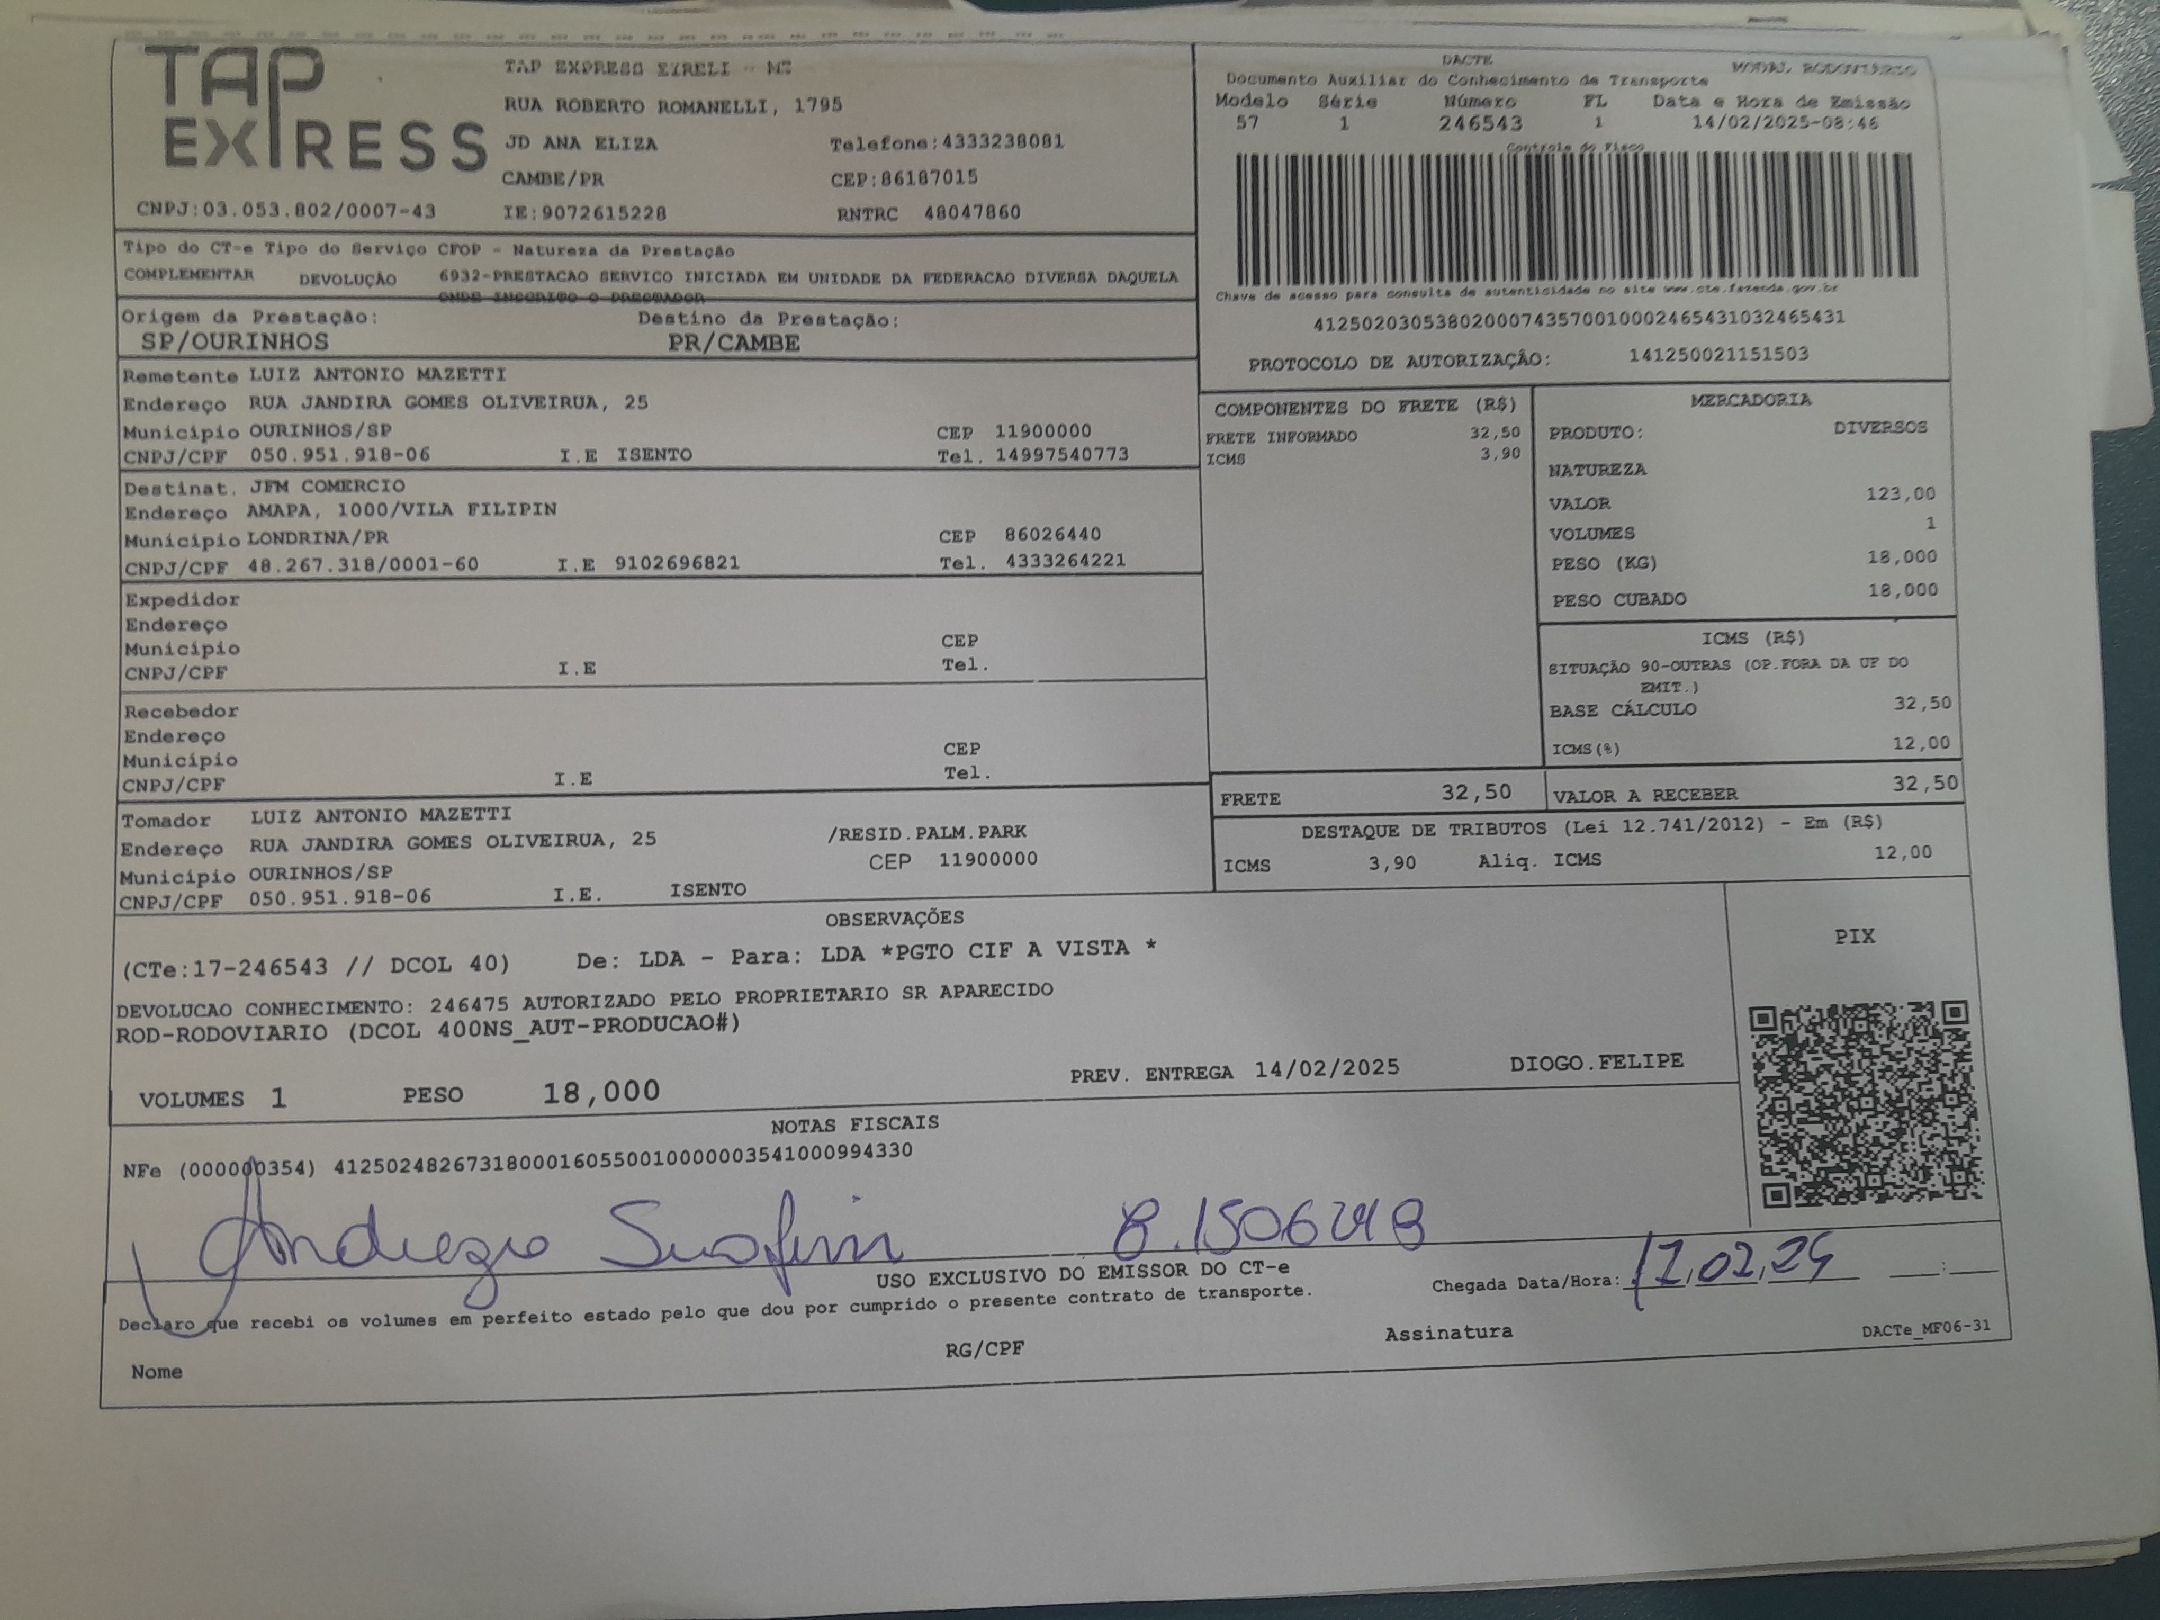 TAP EXPRESS
TAP EXPRESS EIRELI - ME
RUA ROBERTO ROMANELLI, 1795
JD ANA ELIZA Telefone:4333238081
CAMBE/PR CEP:86187015
CNPJ:03.053.802/0007-43 IE:9072615228 RNTRC 48047860
DACTE MODAL RODOVIÁRIO
Documento Auxiliar do Conhecimento de Transporte
Modelo Série Número FL Data e Hora de Emissão
57 1 246543 1 14/02/2025-08:46
Controle do Fisco
Chave de acesso para consulta de autenticidade no site www.cte.fazenda.gov.br
41250203053802000743570010002465431032465431
PROTOCOLO DE AUTORIZAÇÃO: 141250021151503
Tipo do CT-e Tipo do Serviço CFOP - Natureza da Prestação
COMPLEMENTAR DEVOLUÇÃO 6932-PRESTACAO SERVICO INICIADA EM UNIDADE DA FEDERACAO DIVERSA DAQUELA
ONDE INSCRITO O PRESTADOR
Origem da Prestação: Destino da Prestação:
SP/OURINHOS PR/CAMBE
Remetente LUIZ ANTONIO MAZETTI
Endereço RUA JANDIRA GOMES OLIVEIRUA, 25
Município OURINHOS/SP CEP 11900000
CNPJ/CPF 050.951.918-06 I.E ISENTO Tel. 14997540773
Destinat. JFM COMERCIO
Endereço AMAPA, 1000/VILA FILIPIN
Município LONDRINA/PR CEP 86026440
CNPJ/CPF 48.267.318/0001-60 I.E 9102696821 Tel. 4333264221
Expedidor
Endereço
Município CEP
CNPJ/CPF I.E Tel.
Recebedor
Endereço
Município CEP
CNPJ/CPF I.E Tel.
Tomador LUIZ ANTONIO MAZETTI
Endereço RUA JANDIRA GOMES OLIVEIRUA, 25 /RESID.PALM.PARK
Município OURINHOS/SP CEP 11900000
CNPJ/CPF 050.951.918-06 I.E. ISENTO
COMPONENTES DO FRETE (R$)
FRETE INFORMADO 32,50
ICMS 3,90
MERCADORIA
PRODUTO: DIVERSOS
NATUREZA
VALOR 123,00
VOLUMES 1
PESO (KG) 18,000
PESO CUBADO 18,000
ICMS (R$)
SITUAÇÃO 90-OUTRAS (OP.FORA DA UF DO
EMIT.)
BASE CÁLCULO 32,50
ICMS(%) 12,00
FRETE 32,50 VALOR A RECEBER 32,50
DESTAQUE DE TRIBUTOS (Lei 12.741/2012) - Em (R$)
ICMS 3,90 Aliq. ICMS 12,00
OBSERVAÇÕES
(CTe:17-246543 // DCOL 40) De: LDA - Para: LDA *PGTO CIF A VISTA *
DEVOLUCAO CONHECIMENTO: 246475 AUTORIZADO PELO PROPRIETARIO SR APARECIDO
ROD-RODOVIARIO (DCOL 400NS_AUT-PRODUCAO#)
PIX
VOLUMES 1 PESO 18,000 PREV. ENTREGA 14/02/2025 DIOGO.FELIPE
NOTAS FISCAIS
NFe (000000354) 41250248267318000160550010000003541000994330
USO EXCLUSIVO DO EMISSOR DO CT-e
Declaro que recebi os volumes em perfeito estado pelo que dou por cumprido o presente contrato de transporte.
Chegada Data/Hora: __:__
Nome RG/CPF Assinatura DACTe_MF06-31